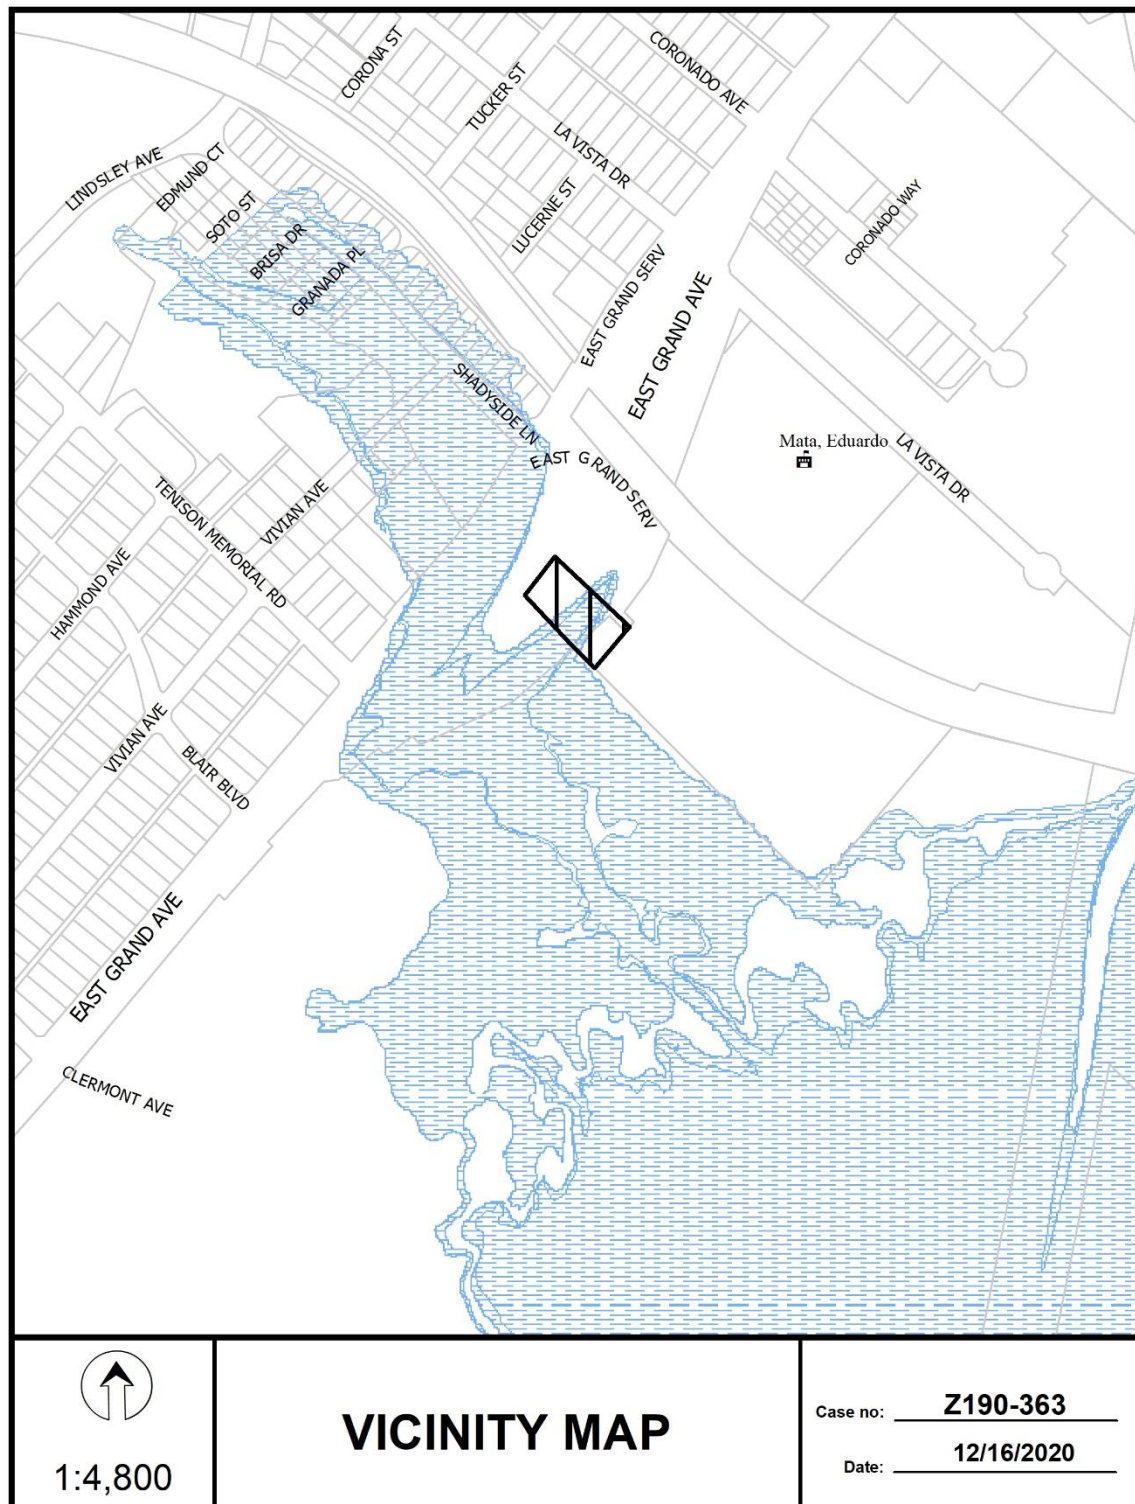 CORONA ST
TUCKER ST
CORONADO AVE
LA VISTA DR
LINDSLEY AVE
EDMUND CT
SOTO ST
BRISA DR
GRANADA PL
LUCERNE ST
EAST GRAND SERV
EAST GRAND AVE
CORONADO WAY
SHADYSIDE LN
EAST GRAND SERV
Mata, Eduardo
LA VISTA DR
TENISON MEMORIAL RD
VIVIAN AVE
HAMMOND AVE
VIVIAN AVE
BLAIR BLVD
EAST GRAND AVE
CLERMONT AVE
1:4,800
VICINITY MAP
Case no: Z190-363
Date: 12/16/2020